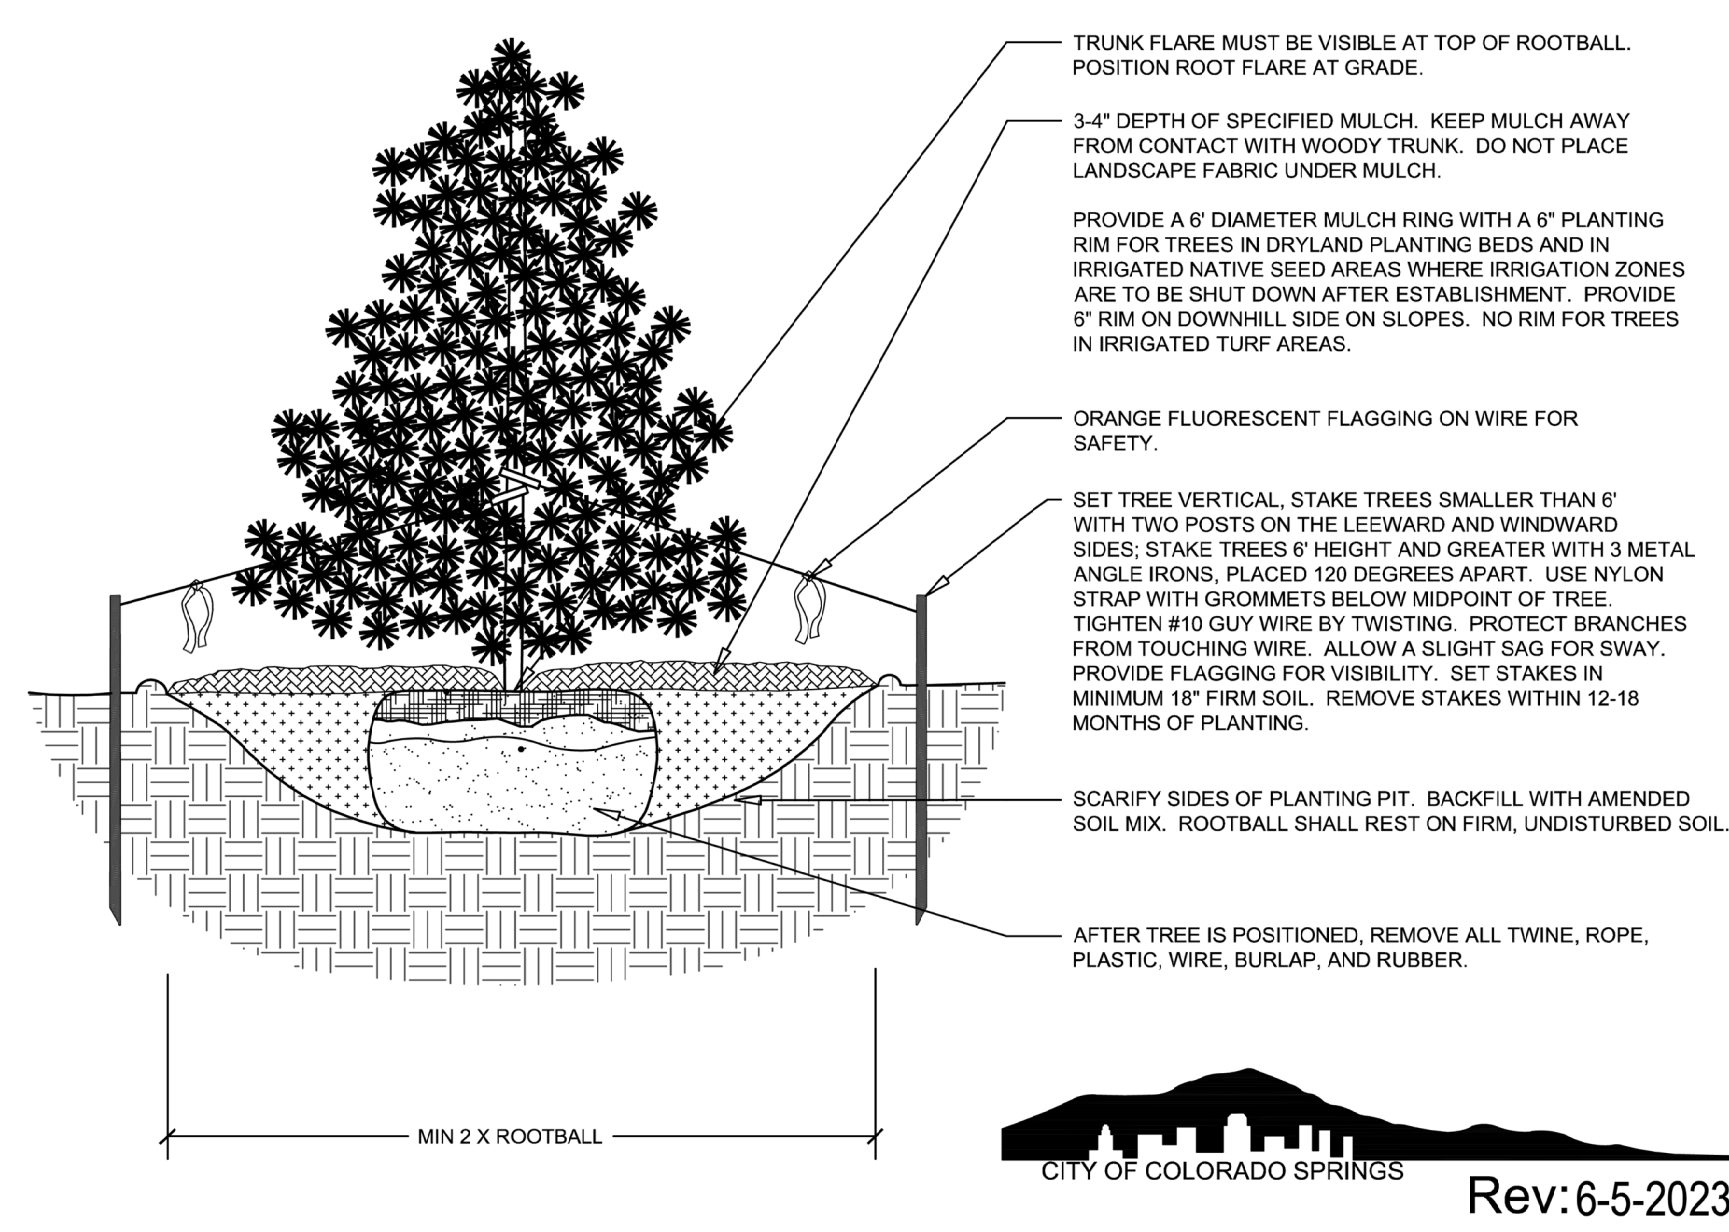 TRUNK FLARE MUST BE VISIBLE AT TOP OF ROOTBALL.
POSITION ROOT FLARE AT GRADE.
3-4" DEPTH OF SPECIFIED MULCH. KEEP MULCH AWAY
FROM CONTACT WITH WOODY TRUNK. DO NOT PLACE
LANDSCAPE FABRIC UNDER MULCH.
PROVIDE A 6' DIAMETER MULCH RING WITH A 6" PLANTING
RIM FOR TREES IN DRYLAND PLANTING BEDS AND IN
IRRIGATED NATIVE SEED AREAS WHERE IRRIGATION ZONES
ARE TO BE SHUT DOWN AFTER ESTABLISHMENT. PROVIDE
6" RIM ON DOWNHILL SIDE ON SLOPES. NO RIM FOR TREES
IN IRRIGATED TURF AREAS.
ORANGE FLUORESCENT FLAGGING ON WIRE FOR
SAFETY.
SET TREE VERTICAL, STAKE TREES SMALLER THAN 6'
WITH TWO POSTS ON THE LEEWARD AND WINDWARD
SIDES; STAKE TREES 6' HEIGHT AND GREATER WITH 3 METAL
ANGLE IRONS, PLACED 120 DEGREES APART. USE NYLON
STRAP WITH GROMMETS BELOW MIDPOINT OF TREE.
TIGHTEN #10 GUY WIRE BY TWISTING. PROTECT BRANCHES
FROM TOUCHING WIRE. ALLOW A SLIGHT SAG FOR SWAY.
PROVIDE FLAGGING FOR VISIBILITY. SET STAKES IN
MINIMUM 18" FIRM SOIL. REMOVE STAKES WITHIN 12-18
MONTHS OF PLANTING.
SCARIFY SIDES OF PLANTING PIT. BACKFILL WITH AMENDED
SOIL MIX. ROOTBALL SHALL REST ON FIRM, UNDISTURBED SOIL.
AFTER TREE IS POSITIONED, REMOVE ALL TWINE, ROPE,
PLASTIC, WIRE, BURLAP, AND RUBBER.
MIN 2 X ROOTBALL
CITY OF COLORADO SPRINGS
Rev: 6-5-2023